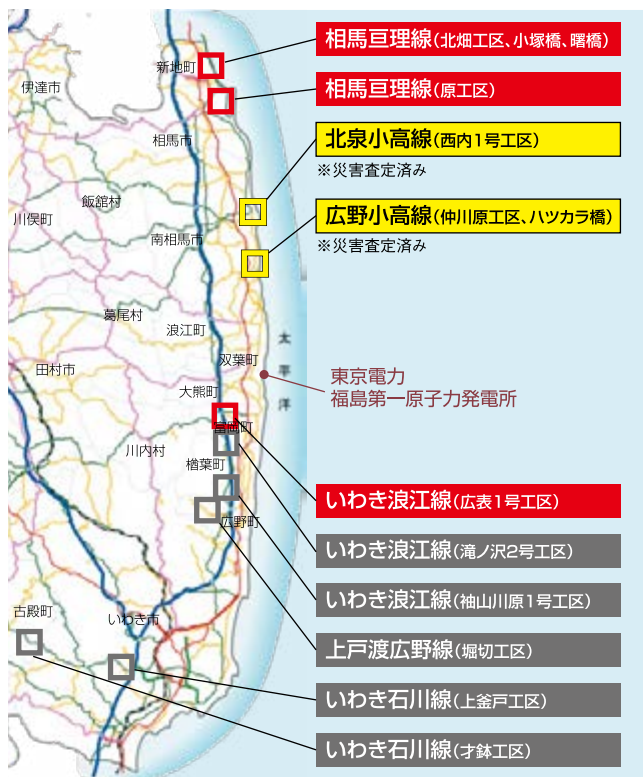 相馬亘理線(北畑工区、小塚橋、曙橋)
相馬亘理線(原工区)
北泉小高線(西内1号工区)
※災害査定済み
広野小高線(仲川原工区、ハツカラ橋)
※災害査定済み
東京電力
福島第一原子力発電所
いわき浪江線(広表1号工区)
いわき浪江線(滝ノ沢2号工区)
いわき浪江線(袖山川原1号工区)
上戸渡広野線(堀切工区)
いわき石川線(上釜戸工区)
いわき石川線(才鉢工区)
新地町
伊達市
相馬市
飯舘村
川俣町
南相馬市
葛尾村
浪江町
双葉町
田村市
大熊町
富岡町
川内村
楢葉町
広野町
古殿町
いわき市
太平洋